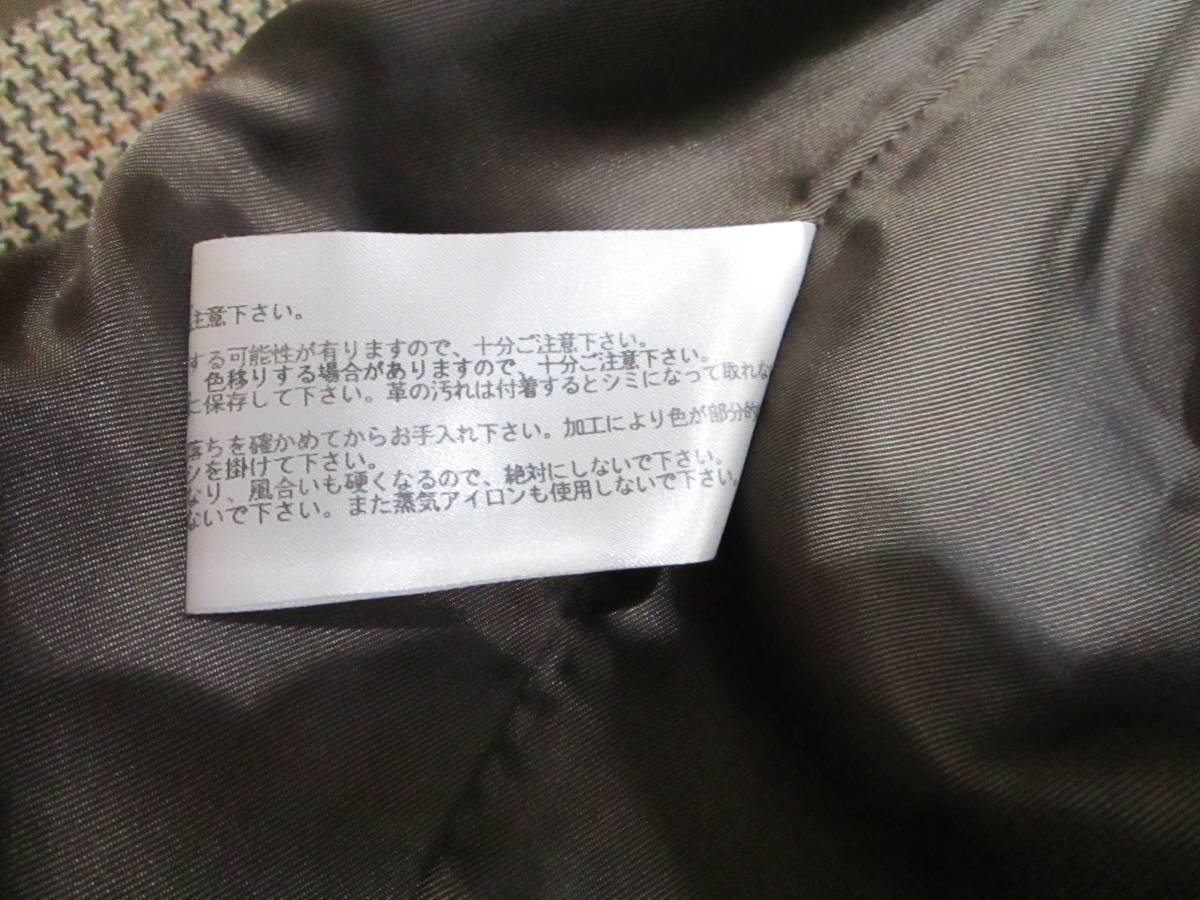 注意下さい。
する可能性が有りますので、十分ご注意下さい。
色移りする場合がありますので、十分ご注意下さい。
に保存して下さい。革の汚れは付着するとシミになって取れな
落ちを確かめてからお手入れ下さい。加工により色が部分的
ンを掛けて下さい。
なり、風合いも硬くなるので、絶対にしないで下さい。
ないで下さい。また蒸気アイロンも使用しないで下さい。